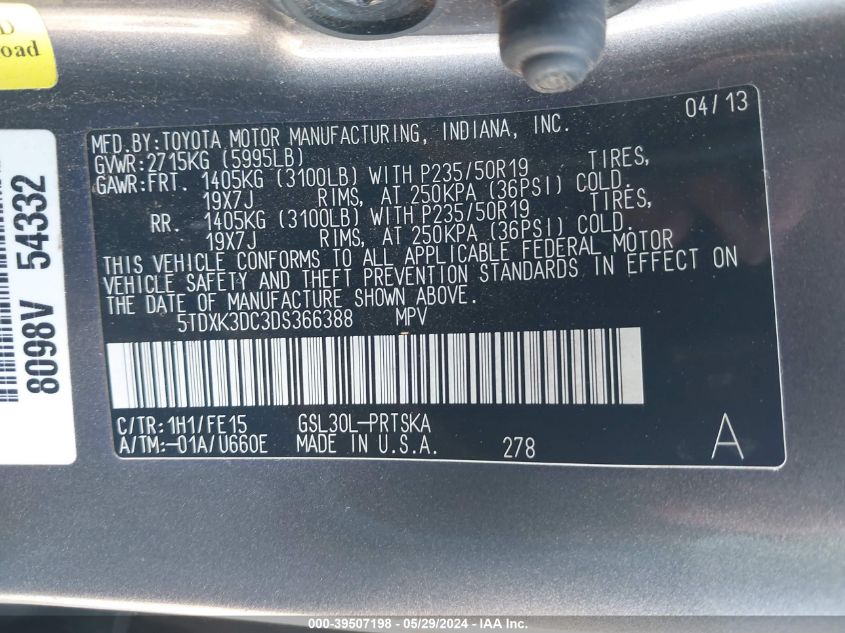 D
oad
8098V 54332
04/13
MFD.BY:TOYOTA MOTOR MANUFACTURING, INDIANA, INC.
GVWR:2715KG (5995LB)
GAWR:FRT. 1405KG (3100LB) WITH P235/50R19 TIRES,
19X7J RIMS, AT 250KPA (36PSI) COLD.
RR. 1405KG (3100LB) WITH P235/50R19 TIRES,
19X7J RIMS, AT 250KPA (36PSI) COLD.
THIS VEHICLE CONFORMS TO ALL APPLICABLE FEDERAL MOTOR
VEHICLE SAFETY AND THEFT PREVENTION STANDARDS IN EFFECT ON
THE DATE OF MANUFACTURE SHOWN ABOVE.
5TDXK3DC3DS366388 MPV
C/TR:1H1/FE15 GSL30L-PRTSKA
A/TM:-01A/U660E MADE IN U.S.A. 278 A
GSS-39507198 - 05/29/2024 - IAA Inc.